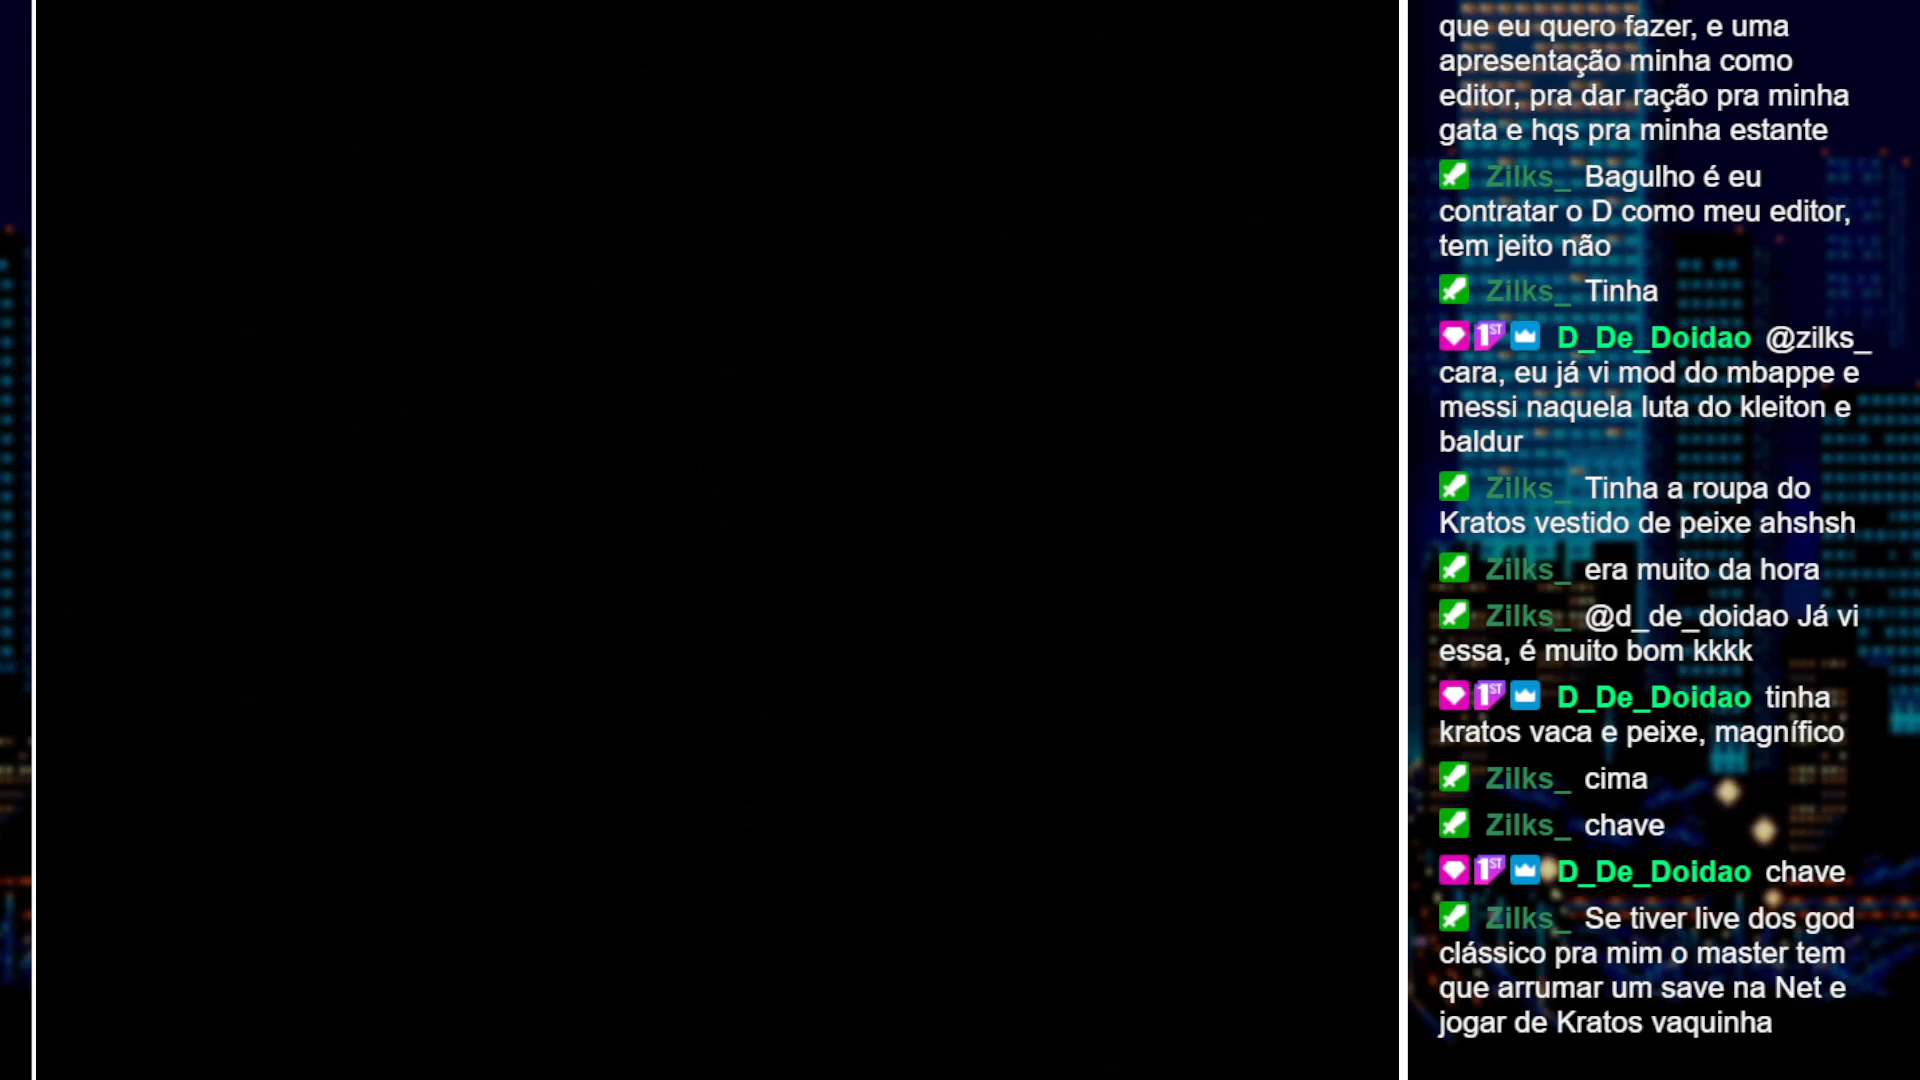 que eu quero fazer, e uma
apresentação minha como
editor, pra dar ração pra minha
gata e hqs pra minha estante
Zilks_ Bagulho é eu
contratar o D como meu editor,
tem jeito não
Zilks_ Tinha
1ST D_De_Doidao @zilks_
cara, eu já vi mod do mbappe e
messi naquela luta do kleiton e
baldur
Zilks_ Tinha a roupa do
Kratos vestido de peixe ahshsh
Zilks_ era muito da hora
Zilks_ @d_de_doidao Já vi
essa, é muito bom kkkk
1ST D_De_Doidao tinha
kratos vaca e peixe, magnífico
Zilks_ cima
Zilks_ chave
1ST D_De_Doidao chave
Zilks_ Se tiver live dos god
clássico pra mim o master tem
que arrumar um save na Net e
jogar de Kratos vaquinha